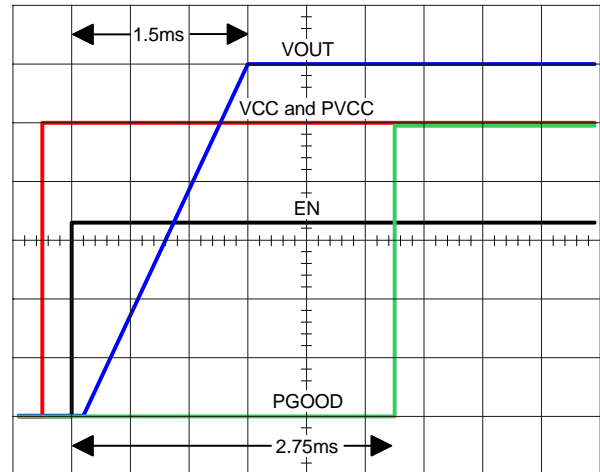 1.5ms
VOUT
VCC and PVCC
EN
PGOOD
2.75ms